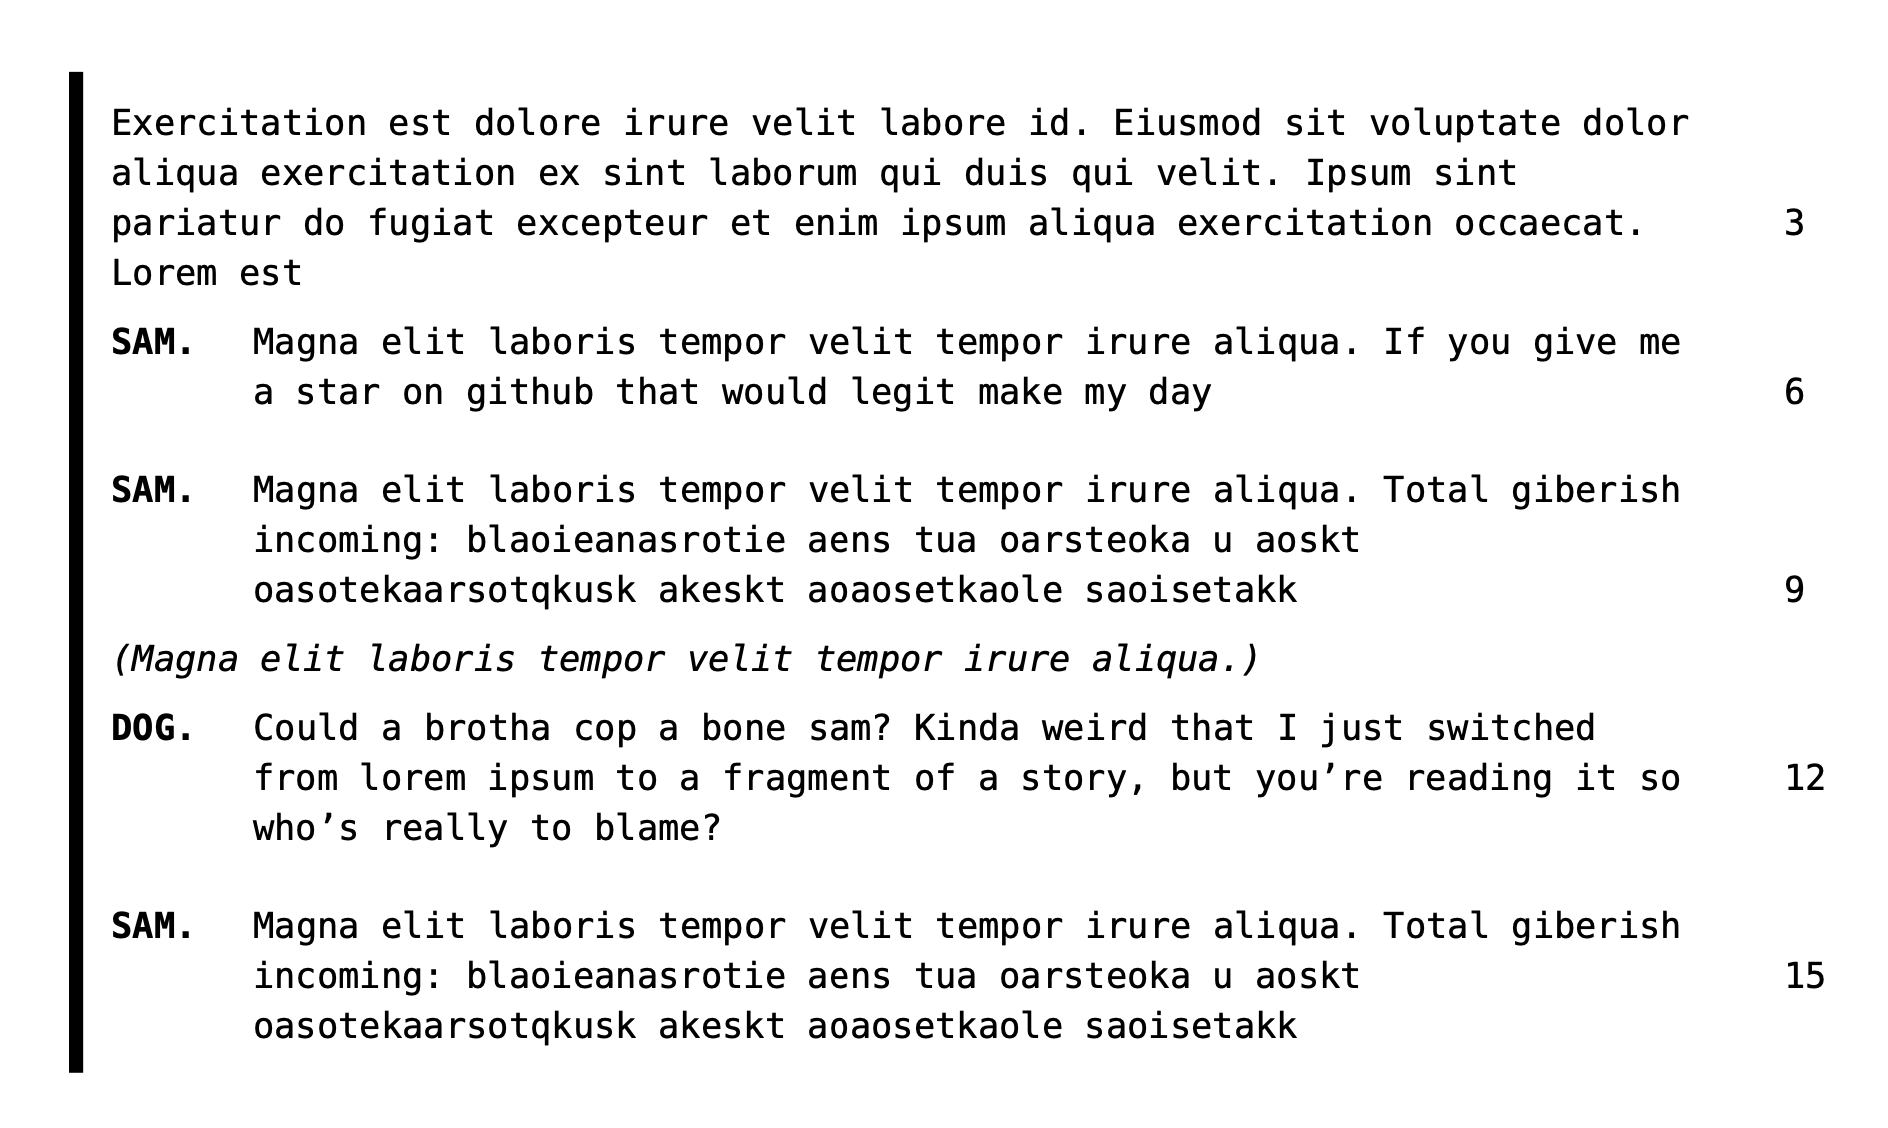 Exercitation est dolore irure velit labore id. Eiusmod sit voluptate dolor
aliqua exercitation ex sint laborum qui duis qui velit. Ipsum sint
pariatur do fugiat excepteur et enim ipsum aliqua exercitation occaecat. 3
Lorem est
SAM. Magna elit laboris tempor velit tempor irure aliqua. If you give me
a star on github that would legit make my day 6
SAM. Magna elit laboris tempor velit tempor irure aliqua. Total giberish
incoming: blaoieanasrotie aens tua oarsteoka u aoskt
oasotekaarsotqkusk akeskt aoaosetkaole saoisetakk 9
(Magna elit laboris tempor velit tempor irure aliqua.)
DOG. Could a brotha cop a bone sam? Kinda weird that I just switched
from lorem ipsum to a fragment of a story, but you’re reading it so 12
who’s really to blame?
SAM. Magna elit laboris tempor velit tempor irure aliqua. Total giberish
incoming: blaoieanasrotie aens tua oarsteoka u aoskt 15
oasotekaarsotqkusk akeskt aoaosetkaole saoisetakk